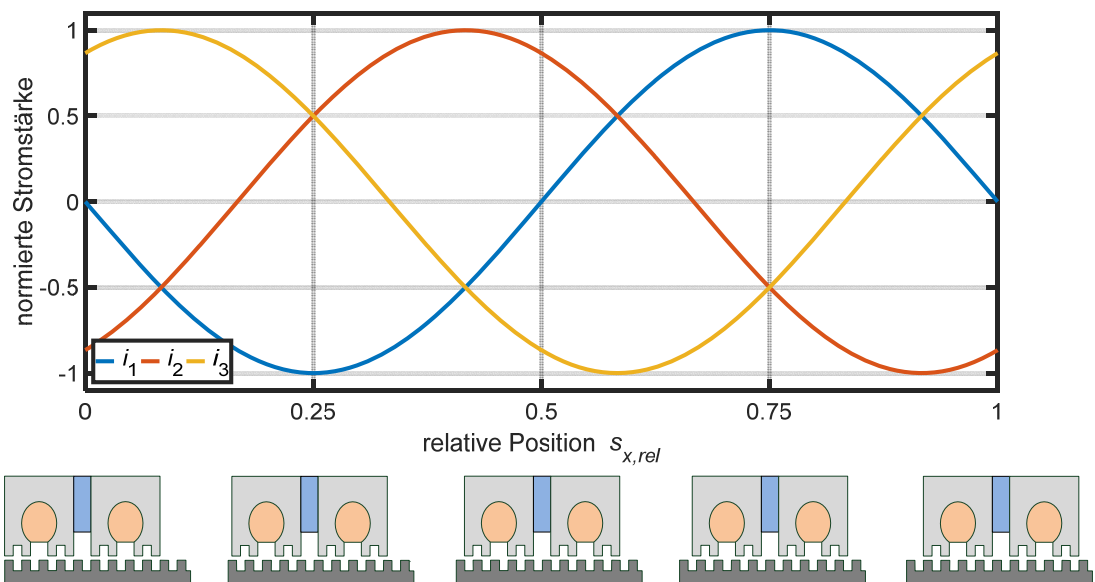 normierte Stromstärke
1
0.5
0
-0.5
-1
i1 i2 i3
0 0.25 0.5 0.75 1
relative Position sx,rel